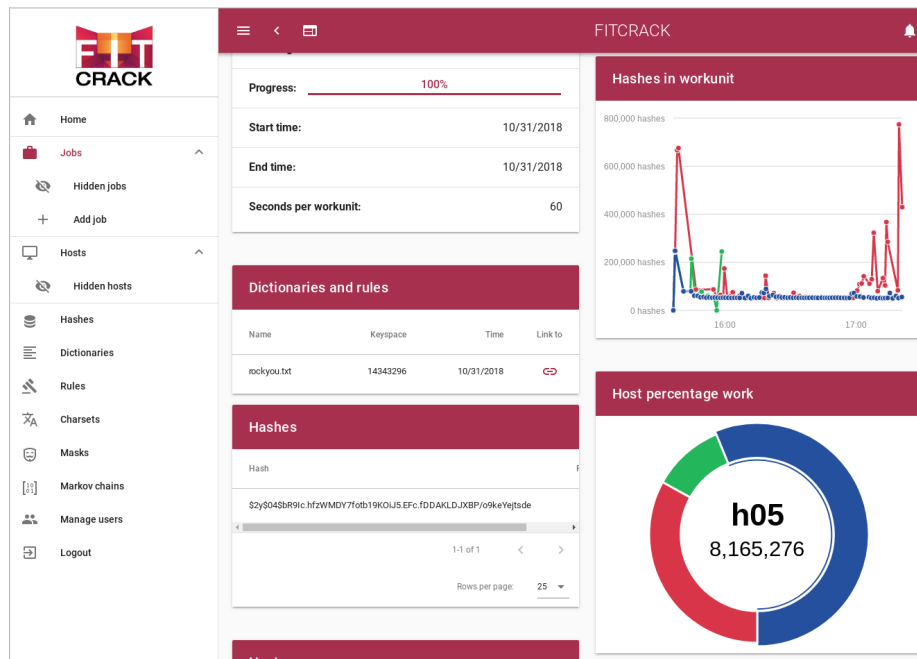 FIT
CRACK
Home
Jobs
Hidden jobs
Add job
Hosts
Hidden hosts
Hashes
Dictionaries
Rules
Charsets
Masks
Markov chains
Manage users
Logout
FITCRACK
Progress: 100%
Start time: 10/31/2018
End time: 10/31/2018
Seconds per workunit: 60
Dictionaries and rules
Name Keyspace Time Link to
rockyou.txt 14343296 10/31/2018
Hashes
Hash
$2y$04$bR9Ic.hfzWMDY7fotb19KOiJ5.EFc.fDDAKLDJXBP/o9keYejtsde
1-1 of 1
Rows per page: 25
Hashes in workunit
800,000 hashes
600,000 hashes
400,000 hashes
200,000 hashes
0 hashes
16:00 17:00
Host percentage work
h05
8,165,276